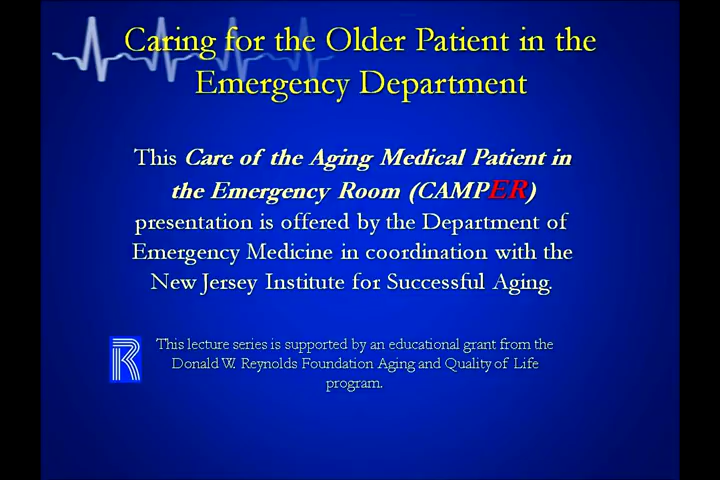 Caring for the Older Patient in the
Emergency Department
This Care of the Aging Medical Patient in
the Emergency Room (CAMPER)
presentation is offered by the Department of
Emergency Medicine in coordination with the
New Jersey Institute for Successful Aging.
R
This lecture series is supported by an educational grant from the
Donald W. Reynolds Foundation Aging and Quality of Life
program.